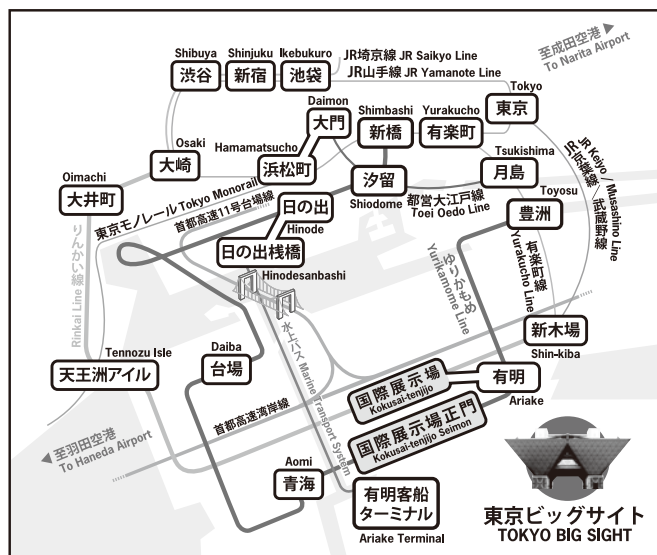 至成田空港
To Narita Airport
Shibuya
Shinjuku
Ikebukuro
渋谷
新宿
池袋
JR埼京線 JR Saikyo Line
JR山手線 JR Yamanote Line
Tokyo
東京
Daimon
大門
Shimbashi
新橋
Yurakucho
有楽町
Osaki
大崎
Hamamatsucho
浜松町
Tsukishima
月島
JR京葉線 武蔵野線
JR Keiyo / Musashino Line
Oimachi
大井町
汐留
Shiodome
都営大江戸線
Toei Oedo Line
Toyosu
豊洲
東京モノレール Tokyo Monorail
首都高速11号台場線
日の出
Hinode
日の出桟橋
Hinodesanbashi
りんかい線
Rinkai Line
ゆりかもめ
Yurikamome Line
有楽町線
Yurakucho Line
新木場
Shin-kiba
Tennozu Isle
天王洲アイル
Daiba
台場
水上バス Marine Transport System
国際展示場
Kokusai-tenjijo
有明
Ariake
首都高速湾岸線
国際展示場正門
Kokusai-tenjijo Seimon
至羽田空港
To Haneda Airport
Aomi
青海
有明客船
ターミナル
Ariake Terminal
東京ビッグサイト
TOKYO BIG SIGHT